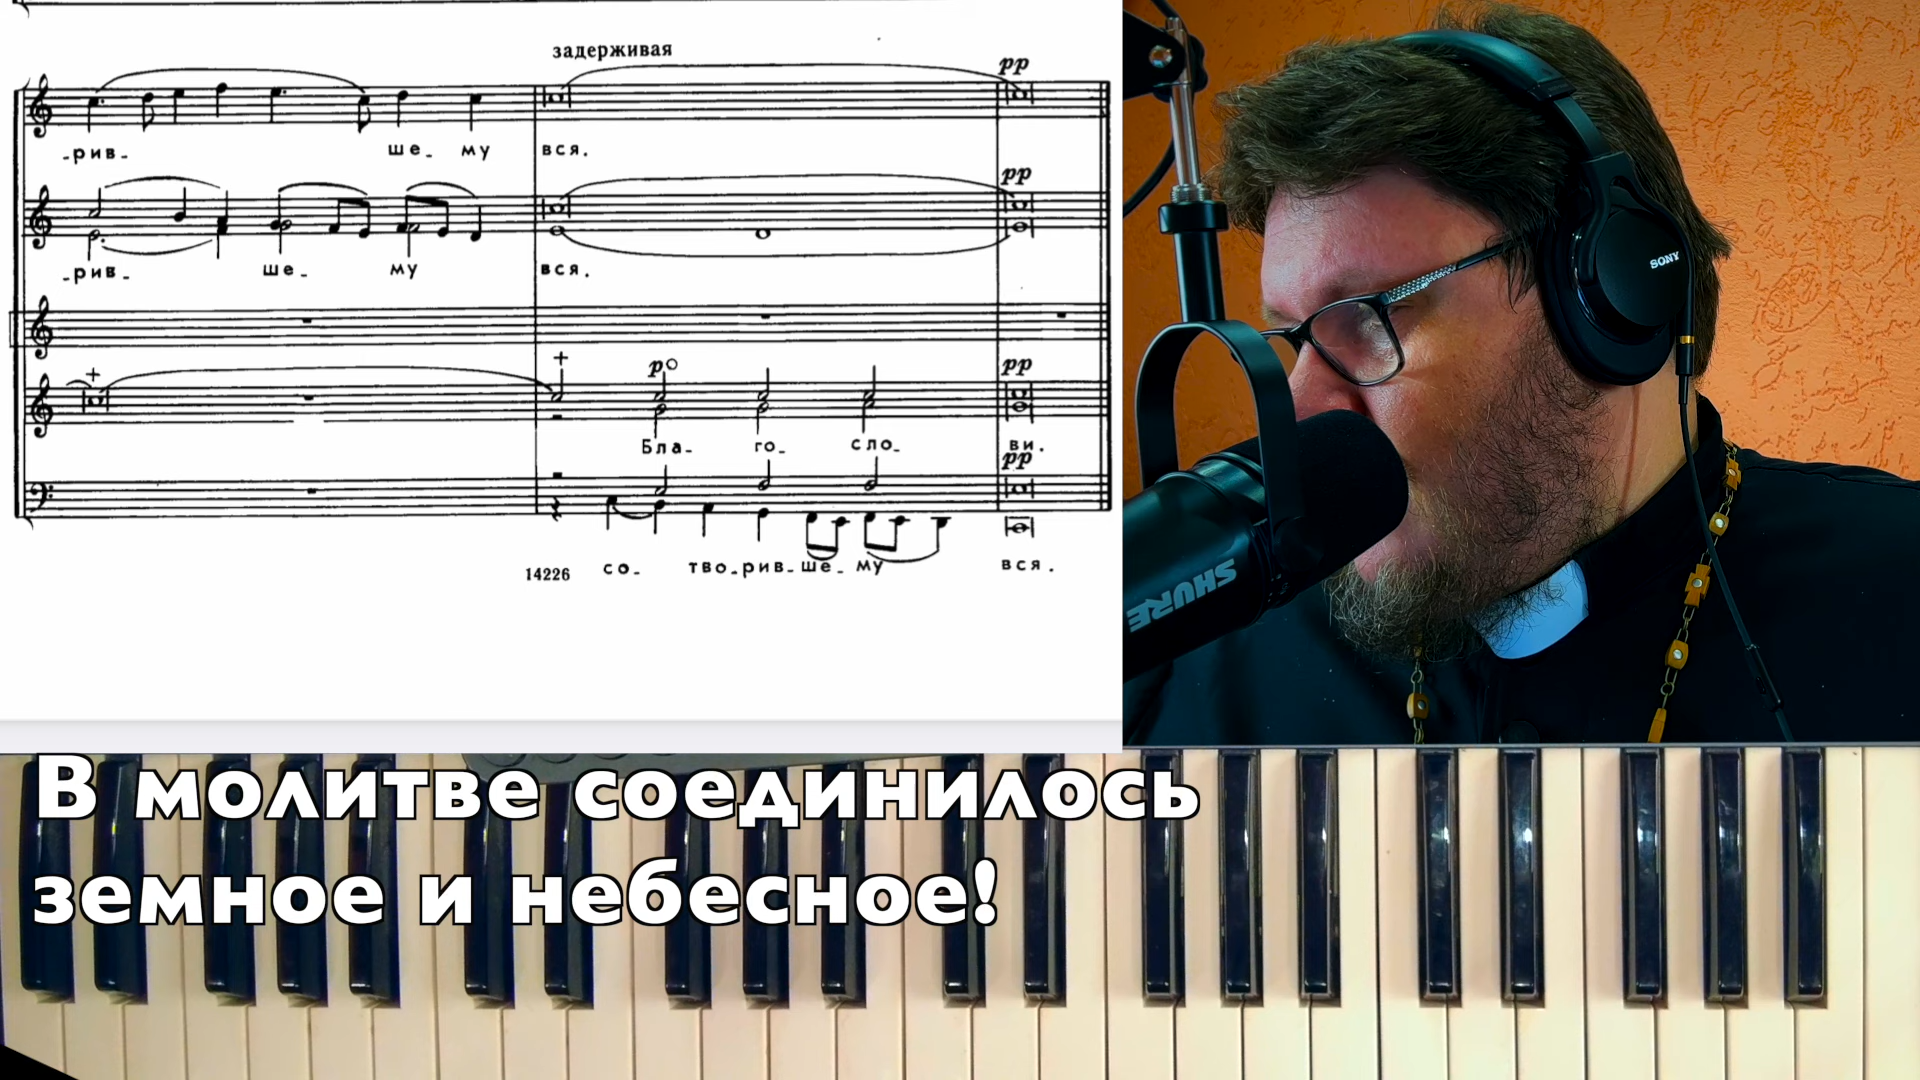 задерживая
pp
-рив- ше- му вся.
pp
-рив- ше- му вся.
p
pp
Бла- го- сло- ви.
pp
14226 со- тво-рив-ше-му вся.
SONY
SHURE
В молитве соединилось
земное и небесное!